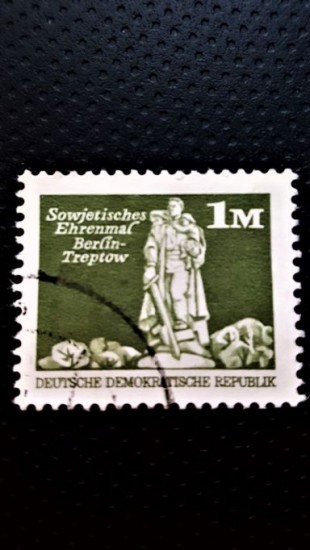 Sowjetisches
Ehrenmal
Berlin-
Treptow
1M
DEUTSCHE DEMOKRATISCHE REPUBLIK